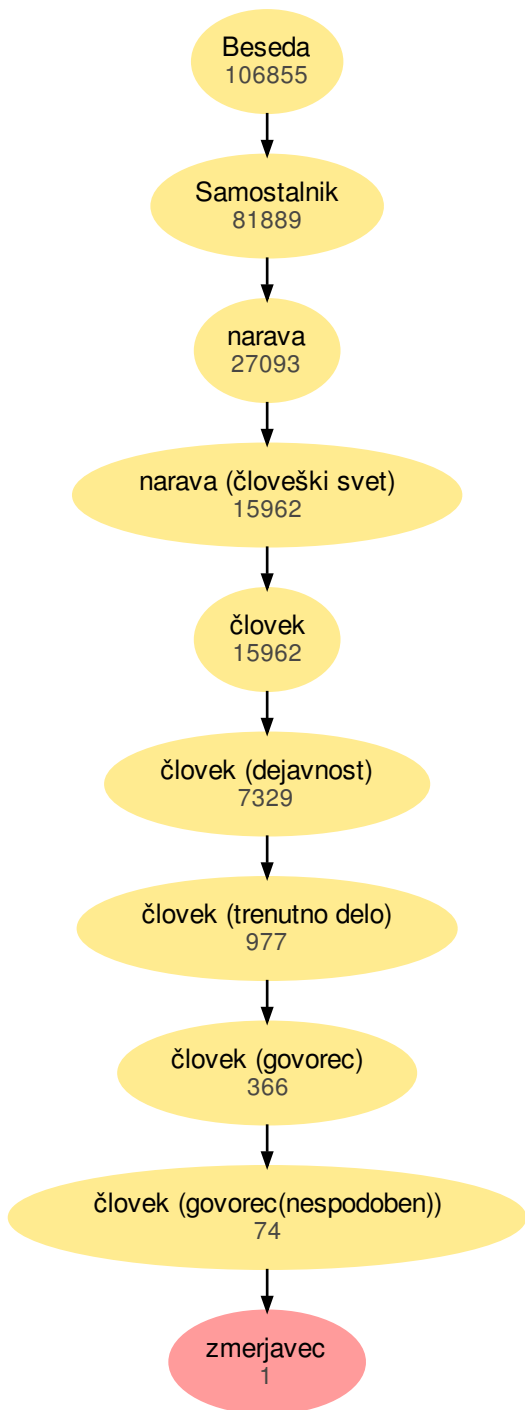 Beseda
106855
Samostalnik
81889
narava
27093
narava (človeški svet)
15962
človek
15962
človek (dejavnost)
7329
človek (trenutno delo)
977
človek (govorec)
366
človek (govorec(nespodoben))
74
zmerjavec
1